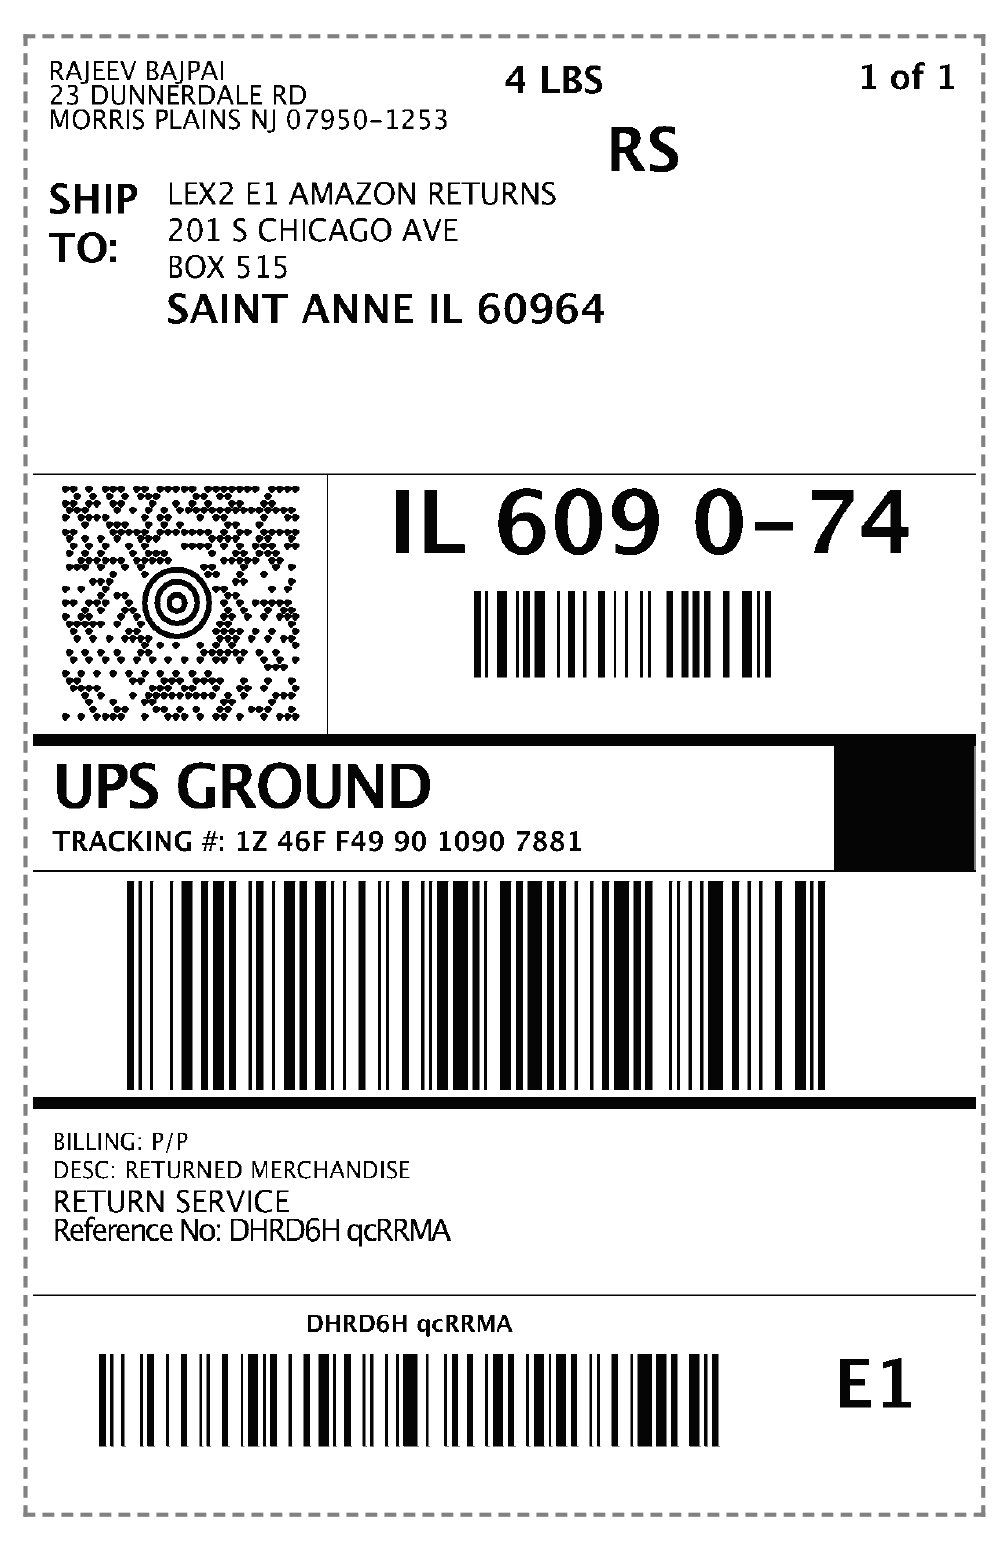 RAJEEV BAJPAI
23 DUNNERDALE RD
MORRIS PLAINS NJ 07950-1253
4 LBS
1 of 1
RS
SHIP TO:
LEX2 E1 AMAZON RETURNS
201 S CHICAGO AVE
BOX 515
SAINT ANNE IL 60964
IL 609 0-74
UPS GROUND
TRACKING #: 1Z 46F F49 90 1090 7881
BILLING: P/P
DESC: RETURNED MERCHANDISE
RETURN SERVICE
Reference No: DHRD6H qcRRMA
DHRD6H qcRRMA
E1